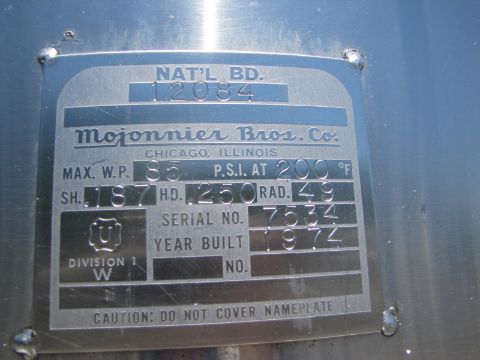 NAT'L BD.
12084
Mojonnier Bros. Co.
CHICAGO, ILLINOIS
MAX. W.P. 85 P.S.I. AT 200 °F
SH. .187 HD. .250 RAD. 49
SERIAL NO. 7534
U
YEAR BUILT 1974
DIVISION 1
W
NO.
CAUTION: DO NOT COVER NAMEPLATE